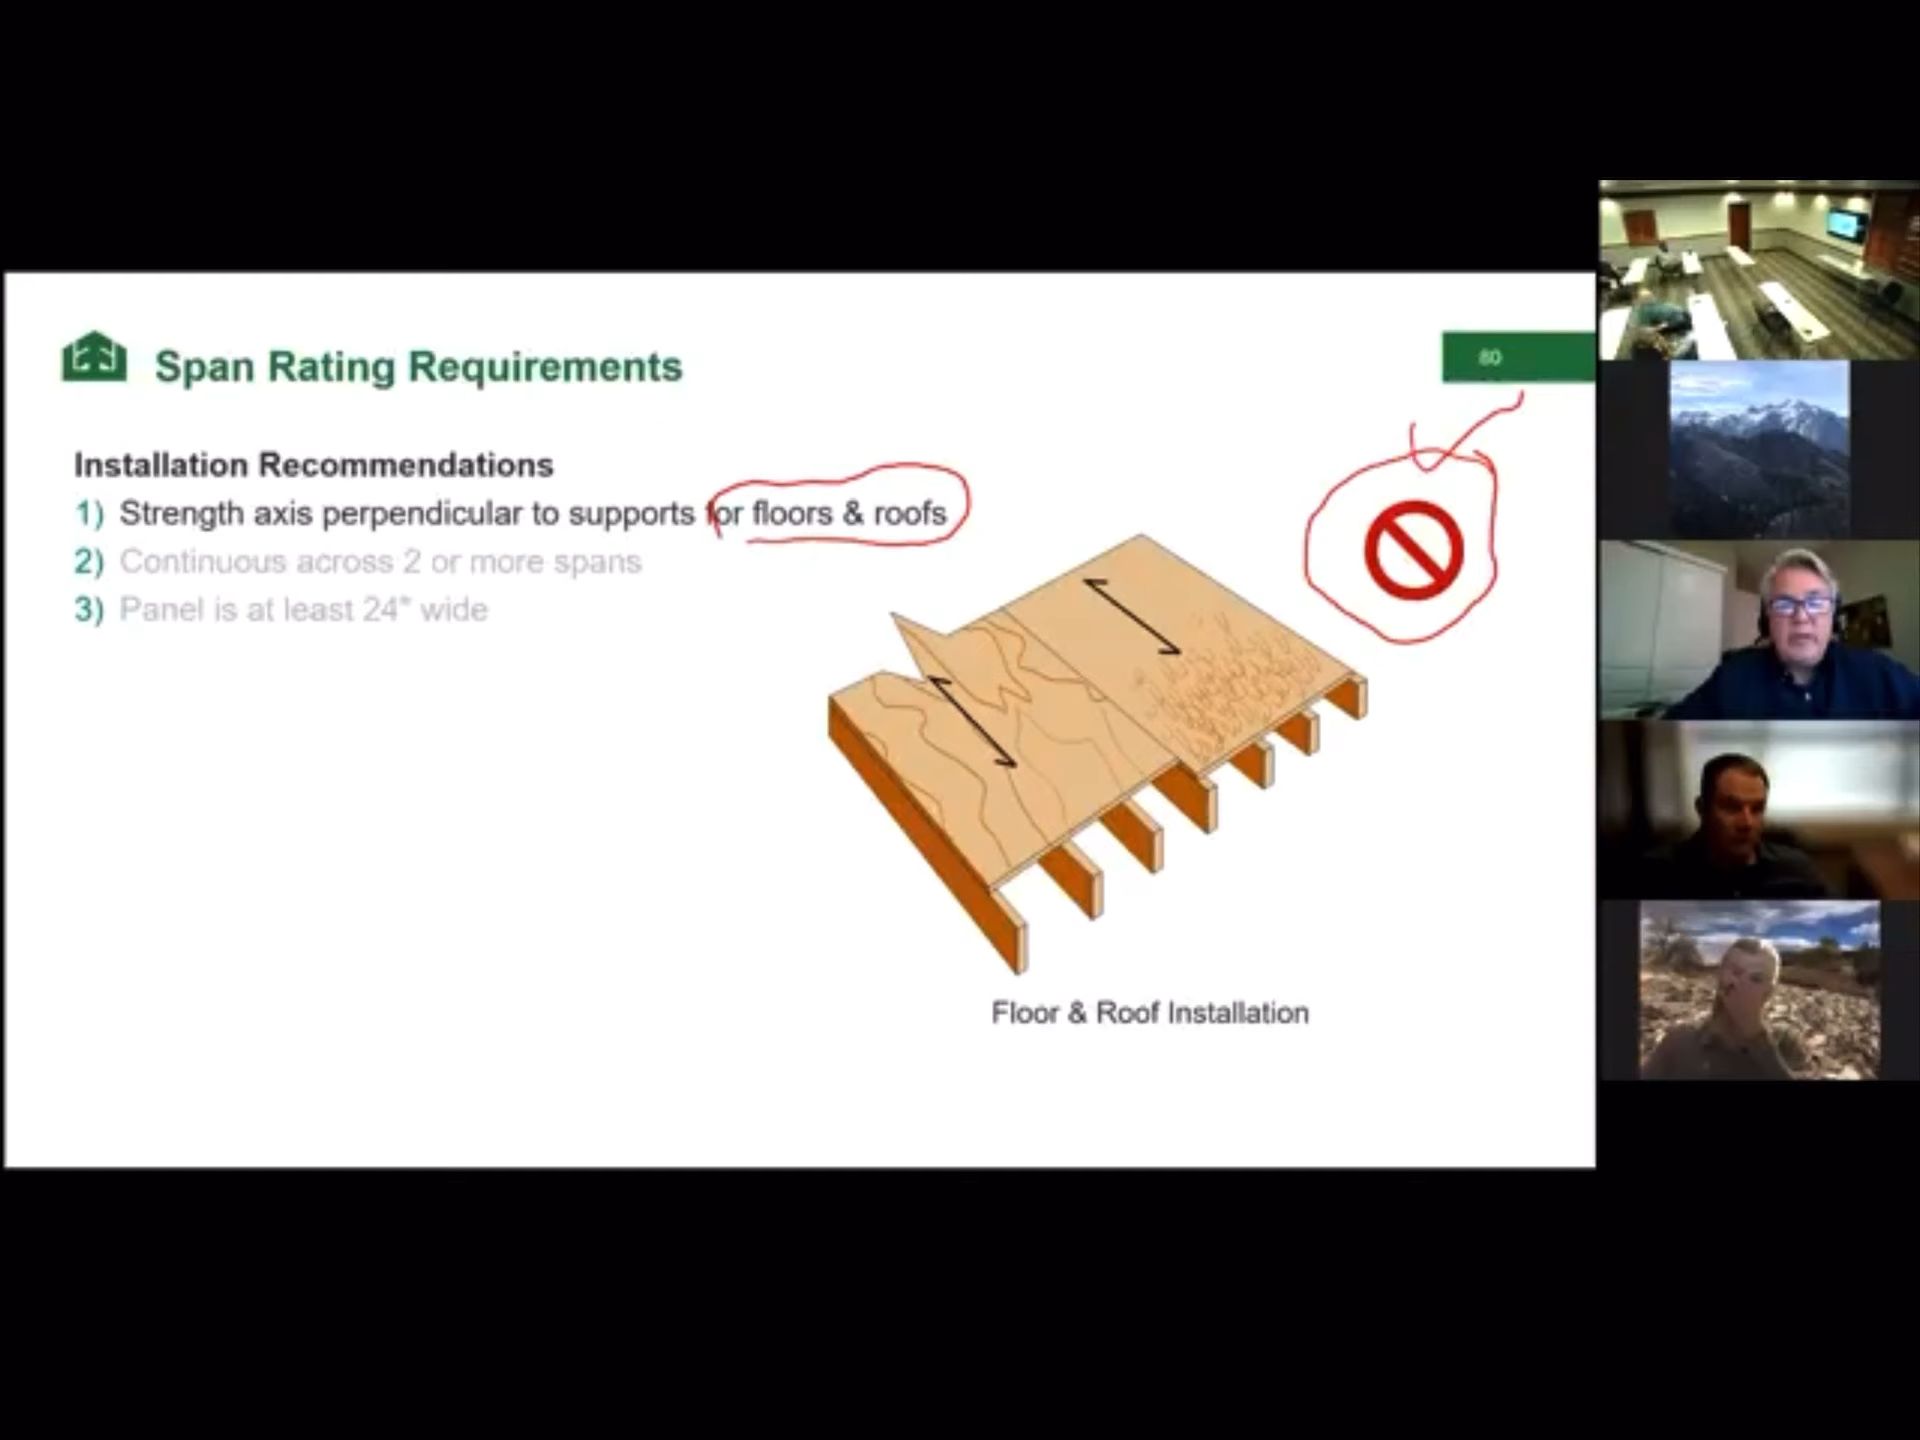 Span Rating Requirements
80
Installation Recommendations
1) Strength axis perpendicular to supports for floors & roofs
2) Continuous across 2 or more spans
3) Panel is at least 24" wide
Floor & Roof Installation